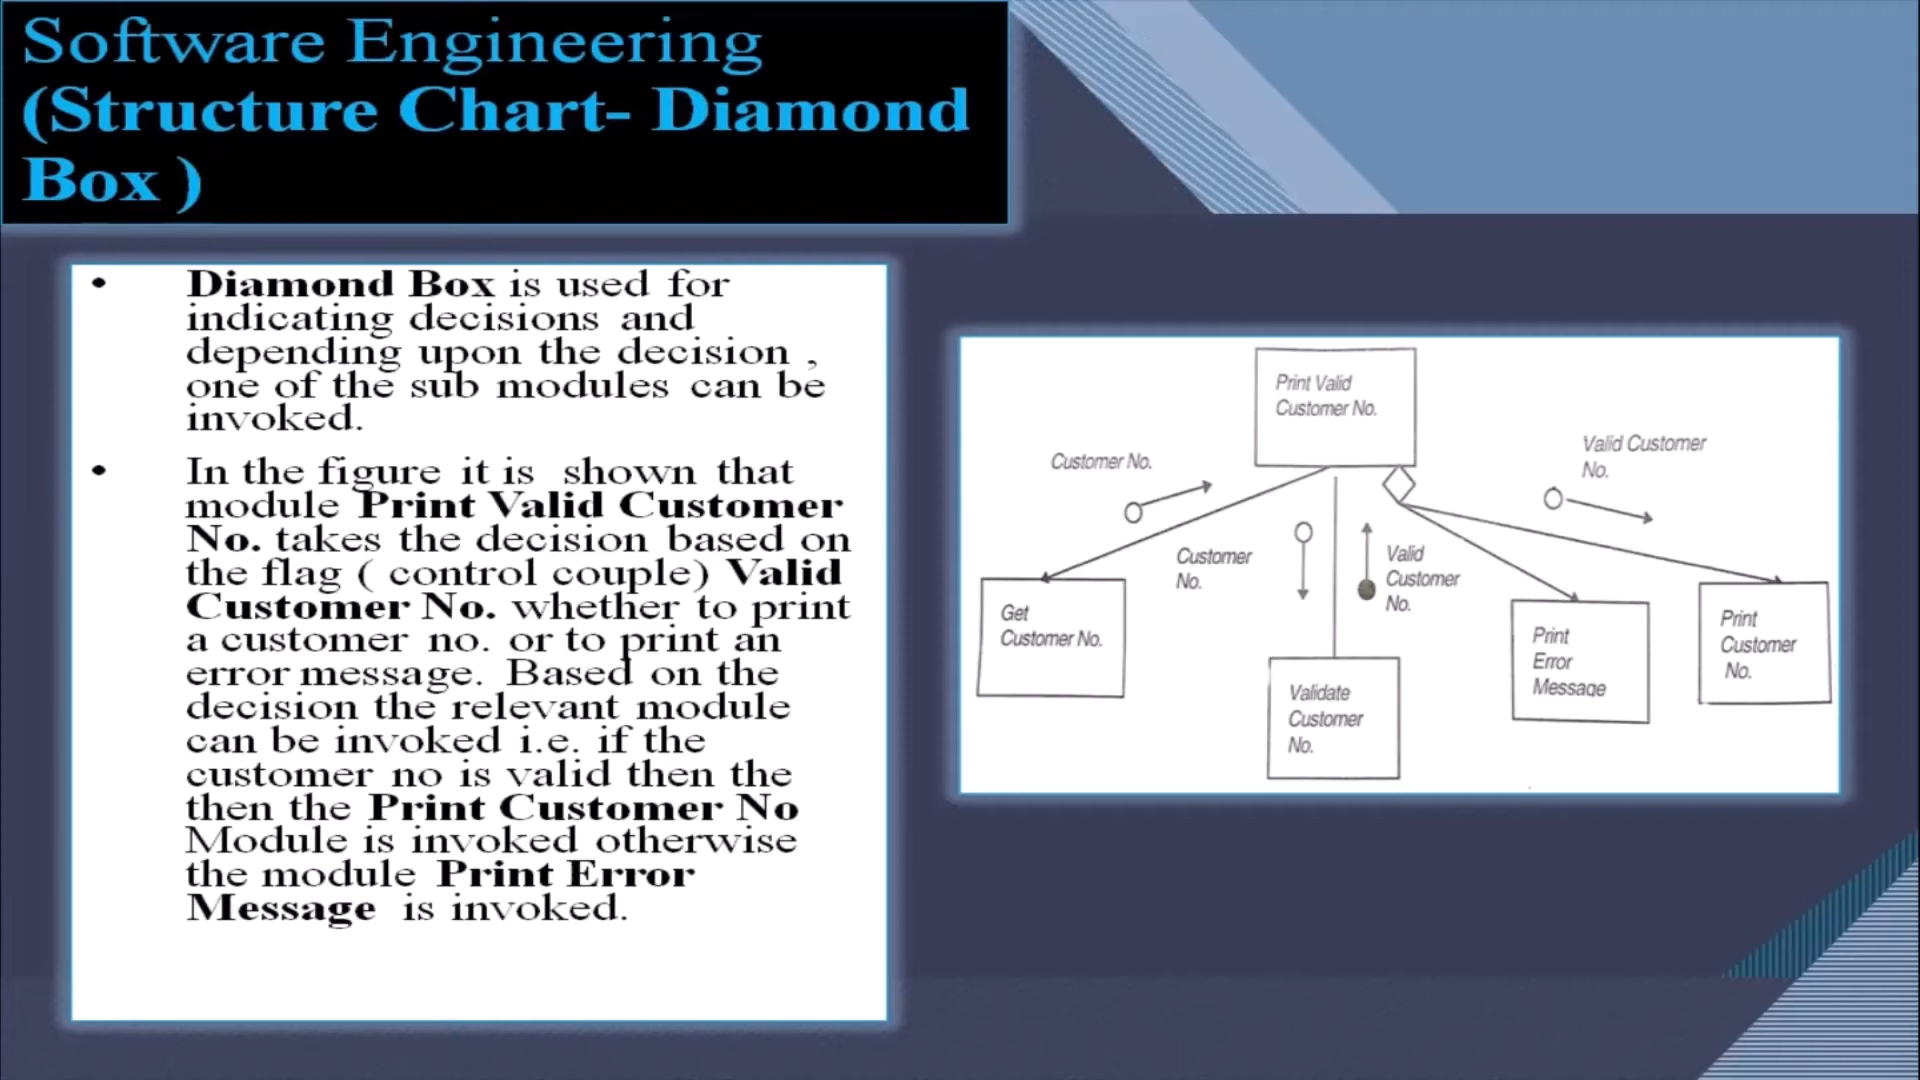 Software Engineering
(Structure Chart- Diamond
Box )
• Diamond Box is used for
indicating decisions and
depending upon the decision ,
one of the sub modules can be
invoked.
• In the figure it is shown that
module Print Valid Customer
No. takes the decision based on
the flag ( control couple) Valid
Customer No. whether to print
a customer no. or to print an
error message. Based on the
decision the relevant module
can be invoked i.e. if the
customer no is valid then the
then the Print Customer No
Module is invoked otherwise
the module Print Error
Message is invoked.
Print Valid
Customer No.
Customer No.
Valid Customer
No.
Customer
No.
Valid
Customer
No.
Get
Customer No.
Validate
Customer
No.
Print
Error
Message
Print
Customer
No.